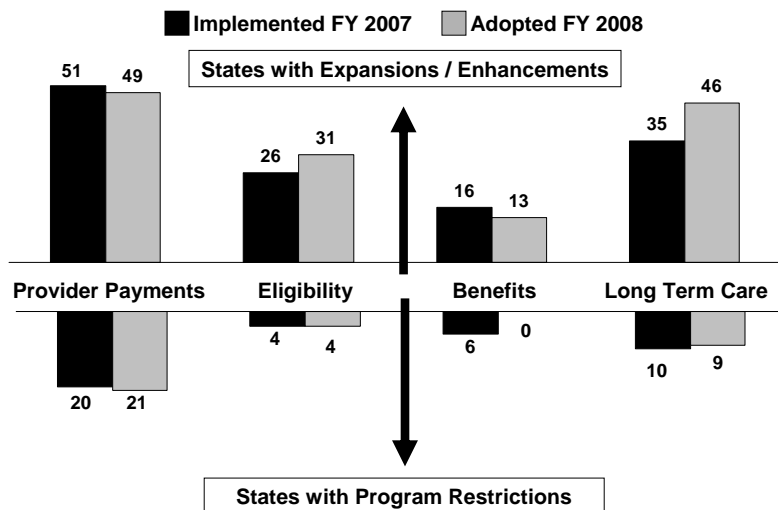 Implemented FY 2007 Adopted FY 2008
States with Expansions / Enhancements
51 49 26 31 16 13 35 46
Provider Payments Eligibility Benefits Long Term Care
20 21 4 4 6 0 10 9
States with Program Restrictions